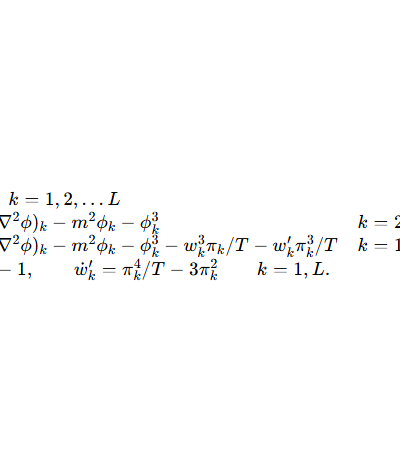 k = 1, 2, … L
∇²ϕ)ₖ − m²ϕₖ − ϕₖ³ k = 2
∇²ϕ)ₖ − m²ϕₖ − ϕₖ³ − wₖ³πₖ/T − w′ₖπₖ³/T k = 1
− 1, ẇ′ₖ = πₖ⁴/T − 3πₖ² k = 1, L.